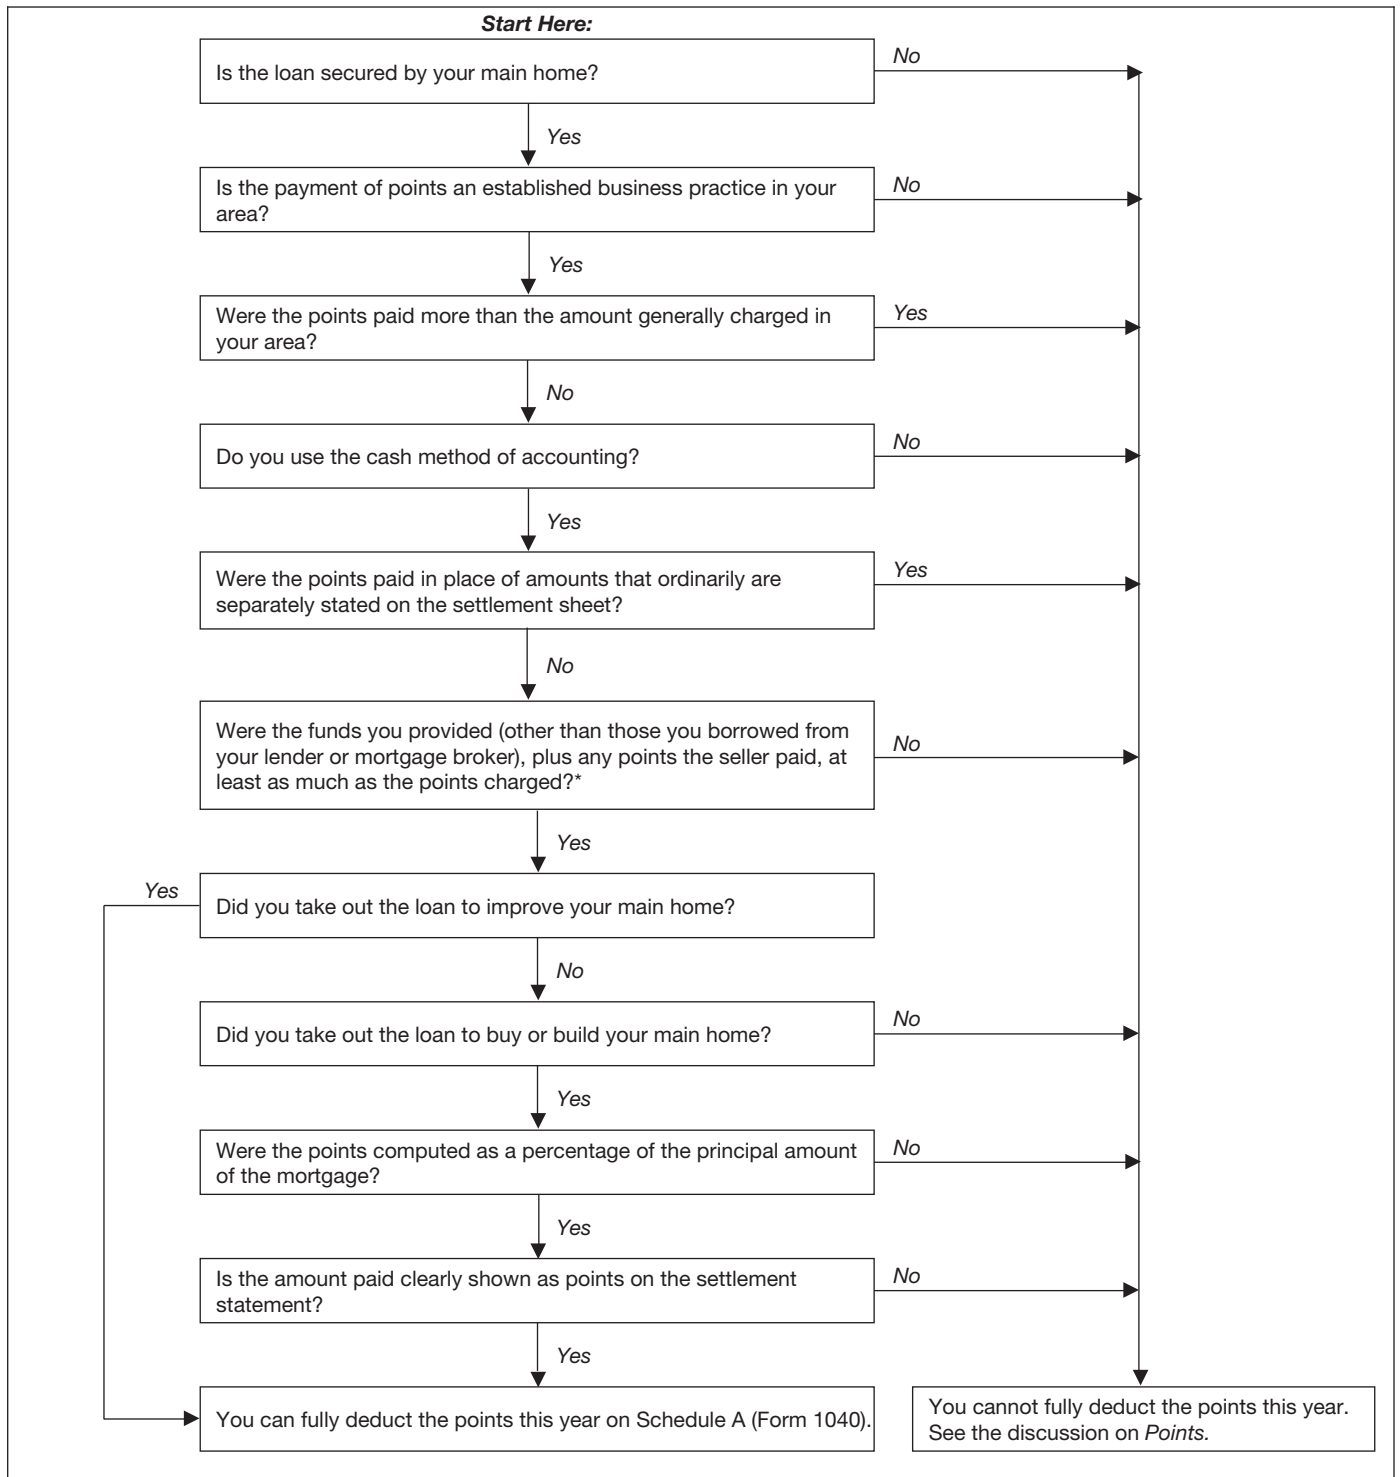 Start Here:
Is the loan secured by your main home?
No
Yes
Is the payment of points an established business practice in your
area?
No
Yes
Were the points paid more than the amount generally charged in
your area?
Yes
No
Do you use the cash method of accounting?
No
Yes
Were the points paid in place of amounts that ordinarily are
separately stated on the settlement sheet?
Yes
No
Were the funds you provided (other than those you borrowed from
your lender or mortgage broker), plus any points the seller paid, at
least as much as the points charged?*
No
Yes
Yes
Did you take out the loan to improve your main home?
No
Did you take out the loan to buy or build your main home?
No
Yes
Were the points computed as a percentage of the principal amount
of the mortgage?
No
Yes
Is the amount paid clearly shown as points on the settlement
statement?
No
Yes
You can fully deduct the points this year on Schedule A (Form 1040).
You cannot fully deduct the points this year.
See the discussion on Points.